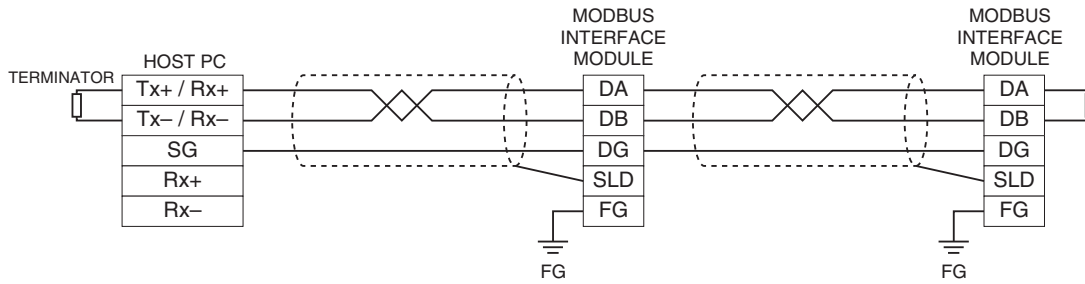 MODBUS
INTERFACE
MODULE
MODBUS
INTERFACE
MODULE
HOST PC
TERMINATOR
Tx+ / Rx+
Tx– / Rx–
SG
Rx+
Rx–
DA
DB
DG
SLD
FG
FG
DA
DB
DG
SLD
FG
FG